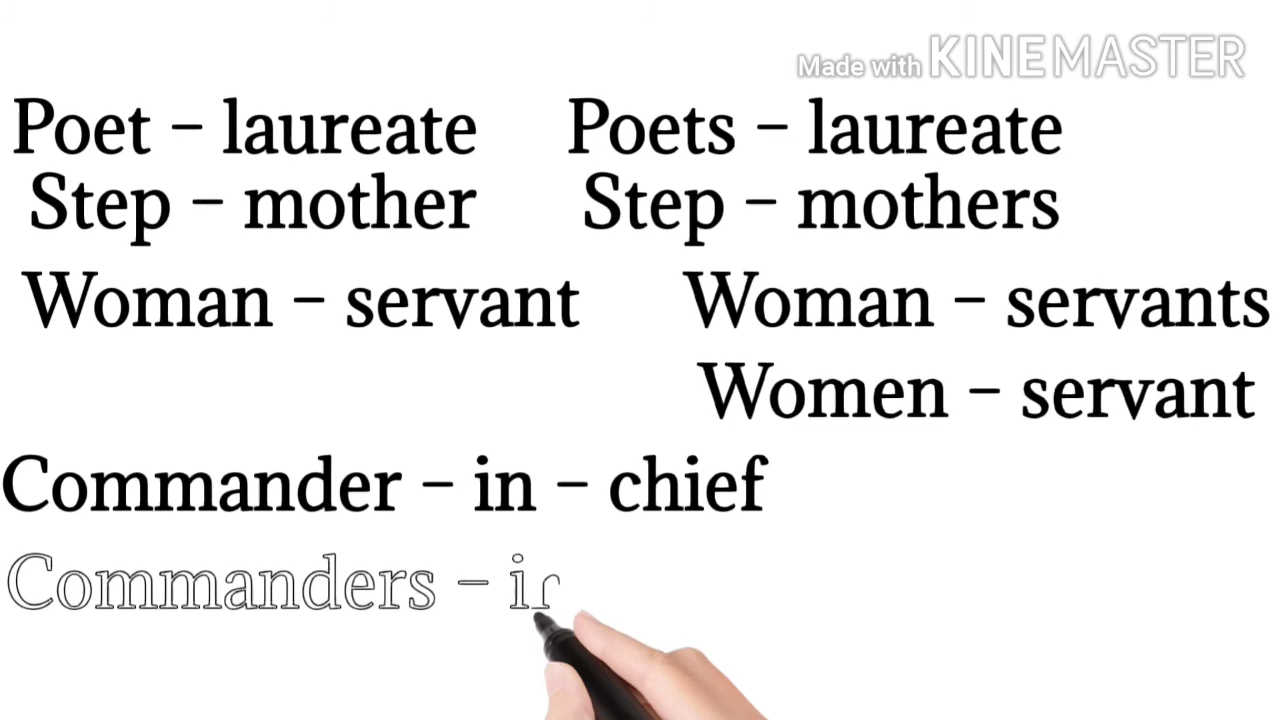 Made with KINEMASTER
Poet – laureate Poets – laureate
Step – mother Step – mothers
Woman – servant Woman – servants
Women – servant
Commander – in – chief
Commanders –